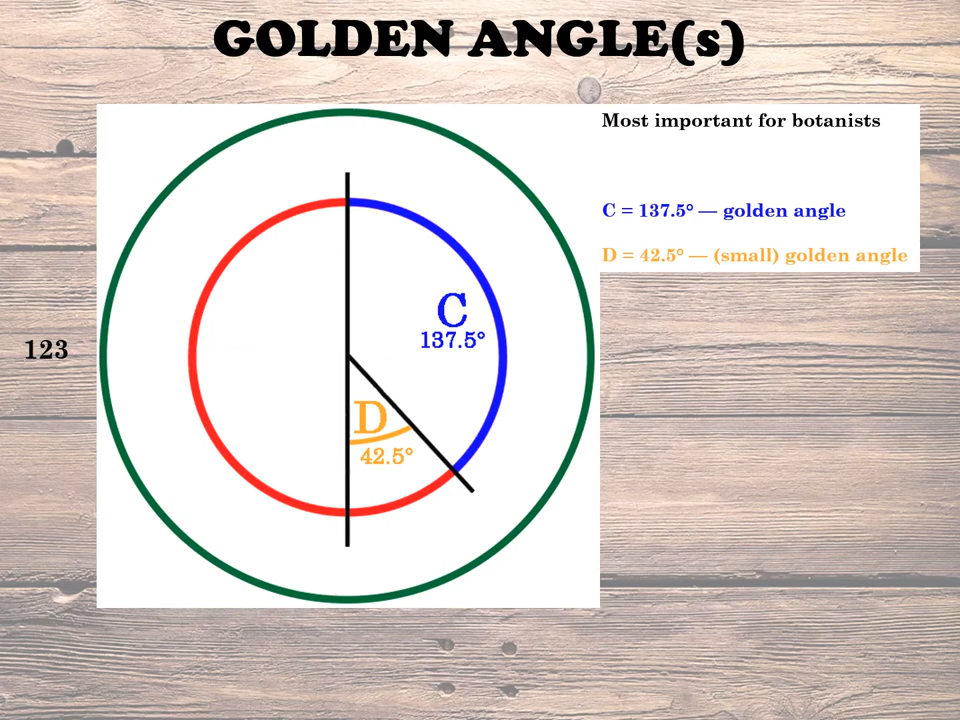 GOLDEN ANGLE(s)
Most important for botanists
C = 137.5° — golden angle
D = 42.5° — (small) golden angle
C
137.5°
123
D
42.5°